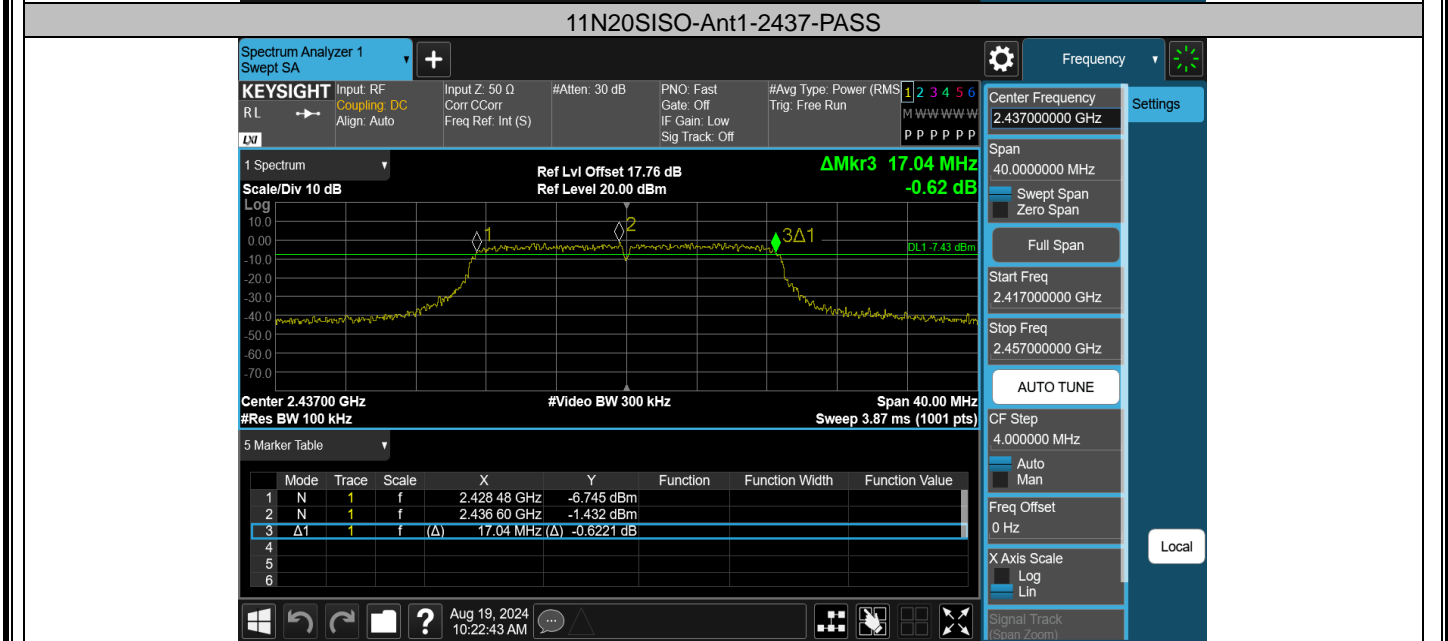 11N20SISO-Ant1-2437-PASS
Spectrum Analyzer 1
Swept SA
Frequency
KEYSIGHT
RL
LXI
Input: RF
Coupling: DC
Align: Auto
Input Z: 50 Ω
Corr CCorr
Freq Ref: Int (S)
#Atten: 30 dB
PNO: Fast
Gate: Off
IF Gain: Low
Sig Track: Off
#Avg Type: Power (RMS
Trig: Free Run
1 2 3 4 5 6
M W W W W W
P P P P P P
1 Spectrum
Scale/Div 10 dB
Ref Lvl Offset 17.76 dB
Ref Level 20.00 dBm
ΔMkr3 17.04 MHz
-0.62 dB
Log
10.0
0.00
-10.0
-20.0
-30.0
-40.0
-50.0
-60.0
-70.0
1
2
3Δ1
DL1 -7.43 dBm
Center 2.43700 GHz
#Video BW 300 kHz
Span 40.00 MHz
#Res BW 100 kHz
Sweep 3.87 ms (1001 pts)
5 Marker Table
Mode Trace Scale X Y Function Function Width Function Value
1 N 1 f 2.428 48 GHz -6.745 dBm
2 N 1 f 2.436 60 GHz -1.432 dBm
3 Δ1 1 f (Δ) 17.04 MHz (Δ) -0.6221 dB
4
5
6
Aug 19, 2024
10:22:43 AM
Center Frequency
2.437000000 GHz
Settings
Span
40.0000000 MHz
Swept Span
Zero Span
Full Span
Start Freq
2.417000000 GHz
Stop Freq
2.457000000 GHz
AUTO TUNE
CF Step
4.000000 MHz
Auto
Man
Freq Offset
0 Hz
X Axis Scale
Log
Lin
Local
Signal Track
(Span Zoom)